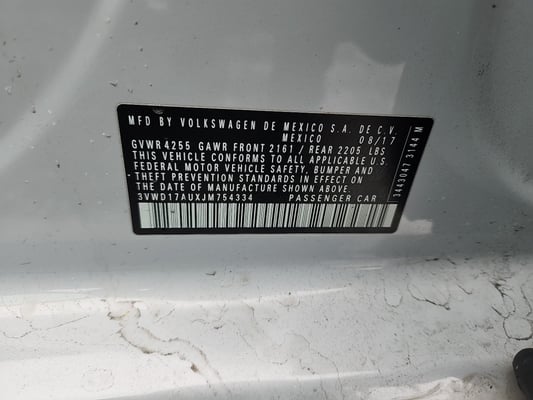 MFD BY VOLKSWAGEN DE MEXICO S.A. DE C.V.
MEXICO 08/17
GVWR 4255 GAWR FRONT 2161 / REAR 2205 LBS
THIS VEHICLE CONFORMS TO ALL APPLICABLE U.S.
FEDERAL MOTOR VEHICLE SAFETY, BUMPER AND
THEFT PREVENTION STANDARDS IN EFFECT ON
THE DATE OF MANUFACTURE SHOWN ABOVE.
3VWD17AUXJM754334 PASSENGER CAR
3443047 3144 M